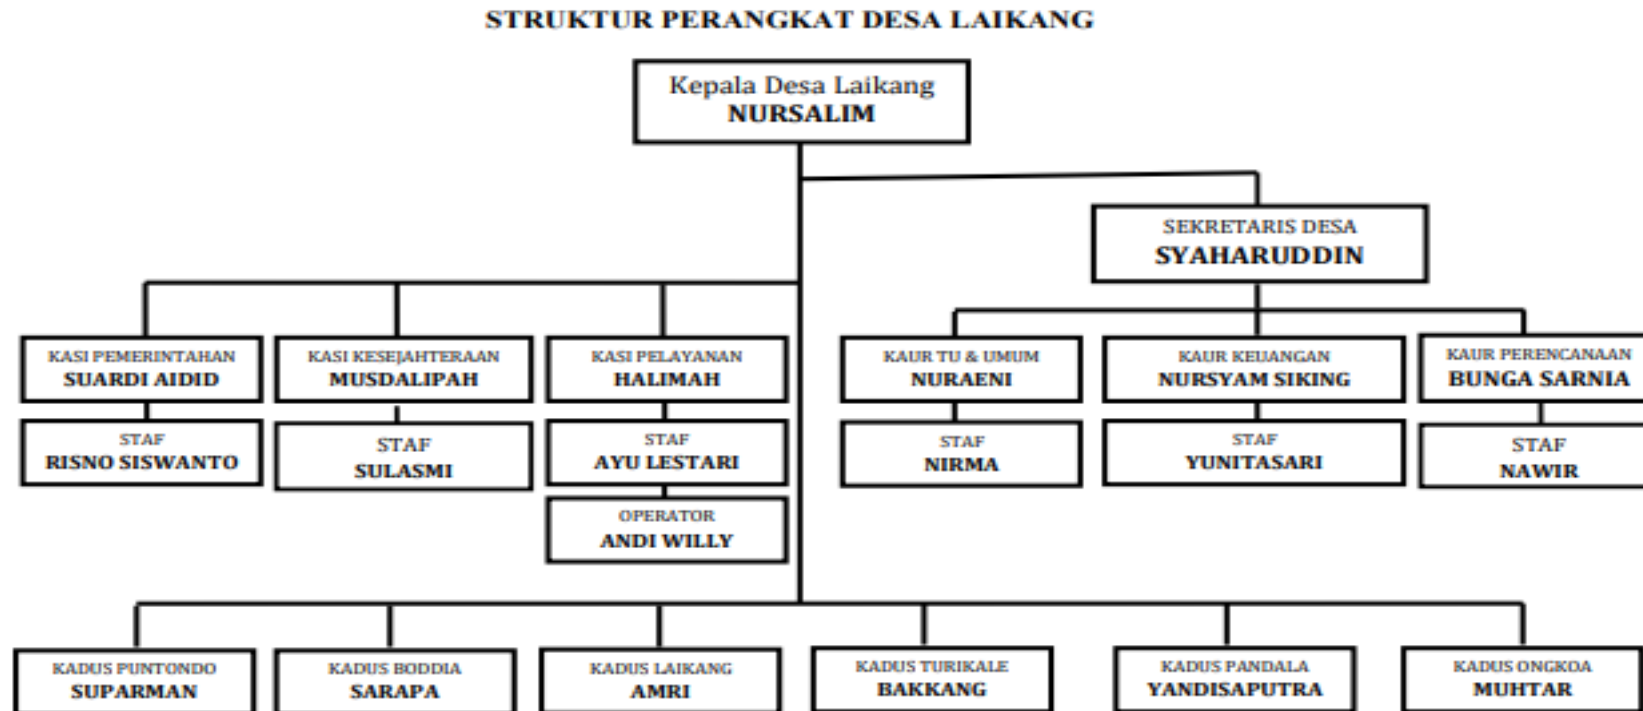 STRUKTUR PERANGKAT DESA LAIKANG
Kepala Desa Laikang
NURSALIM
SEKRETARIS DESA
SYAHARUDDIN
KASI PEMERINTAHAN
SUARDI AIDID
KASI KESEJAHTERAAN
MUSDALIPAH
KASI PELAYANAN
HALIMAH
KAUR TU & UMUM
NURAENI
KAUR KEUANGAN
NURSYAM SIKING
KAUR PERENCANAAN
BUNGA SARNIA
STAF
RISNO SISWANTO
STAF
SULASMI
STAF
AYU LESTARI
STAF
NIRMA
STAF
YUNITASARI
STAF
NAWIR
OPERATOR
ANDI WILLY
KADUS PUNTONDO
SUPARMAN
KADUS BODDIA
SARAPA
KADUS LAIKANG
AMRI
KADUS TURIKALE
BAKKANG
KADUS PANDALA
YANDISAPUTRA
KADUS ONGKOA
MUHTAR